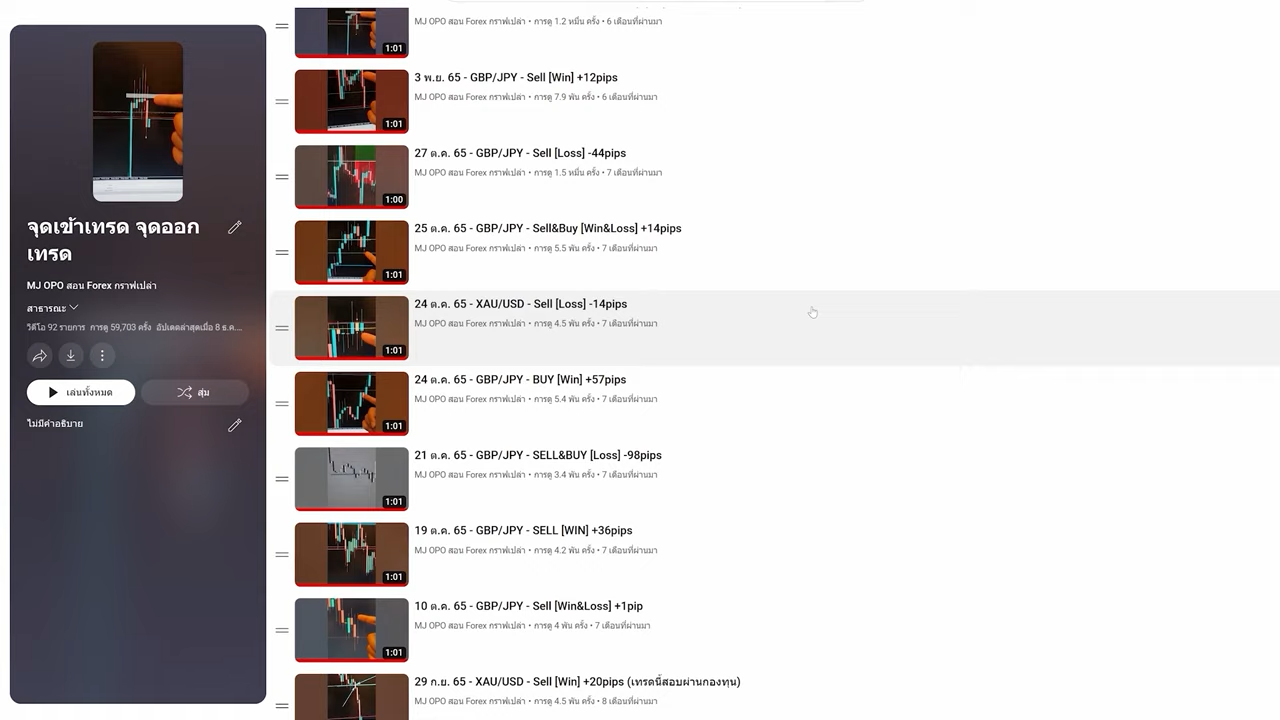 จุดเข้าเทรด จุดออก
เทรด
MJ OPO สอน Forex กราฟเปล่า
สาธารณะ
วิดีโอ 92 รายการ การดู 59,703 ครั้ง อัปเดตล่าสุดเมื่อ 8 ธ.ค....
เล่นทั้งหมด
สุ่ม
ไม่มีคำอธิบาย
MJ OPO สอน Forex กราฟเปล่า • การดู 1.2 หมื่น ครั้ง • 6 เดือนที่ผ่านมา
1:01
3 พ.ย. 65 - GBP/JPY - Sell [Win] +12pips
MJ OPO สอน Forex กราฟเปล่า • การดู 7.9 พัน ครั้ง • 6 เดือนที่ผ่านมา
1:01
27 ต.ค. 65 - GBP/JPY - Sell [Loss] -44pips
MJ OPO สอน Forex กราฟเปล่า • การดู 1.5 หมื่น ครั้ง • 7 เดือนที่ผ่านมา
1:00
25 ต.ค. 65 - GBP/JPY - Sell&Buy [Win&Loss] +14pips
MJ OPO สอน Forex กราฟเปล่า • การดู 5.5 พัน ครั้ง • 7 เดือนที่ผ่านมา
1:01
24 ต.ค. 65 - XAU/USD - Sell [Loss] -14pips
MJ OPO สอน Forex กราฟเปล่า • การดู 4.5 พัน ครั้ง • 7 เดือนที่ผ่านมา
1:01
24 ต.ค. 65 - GBP/JPY - BUY [Win] +57pips
MJ OPO สอน Forex กราฟเปล่า • การดู 5.4 พัน ครั้ง • 7 เดือนที่ผ่านมา
1:01
21 ต.ค. 65 - GBP/JPY - SELL&BUY [Loss] -98pips
MJ OPO สอน Forex กราฟเปล่า • การดู 3.4 พัน ครั้ง • 7 เดือนที่ผ่านมา
1:01
19 ต.ค. 65 - GBP/JPY - SELL [WIN] +36pips
MJ OPO สอน Forex กราฟเปล่า • การดู 4.2 พัน ครั้ง • 7 เดือนที่ผ่านมา
1:01
10 ต.ค. 65 - GBP/JPY - Sell [Win&Loss] +1pip
MJ OPO สอน Forex กราฟเปล่า • การดู 4 พัน ครั้ง • 7 เดือนที่ผ่านมา
1:01
29 ก.ย. 65 - XAU/USD - Sell [Win] +20pips (เทรดนี้สอบผ่านกองทุน)
MJ OPO สอน Forex กราฟเปล่า • การดู 4.5 พัน ครั้ง • 8 เดือนที่ผ่านมา